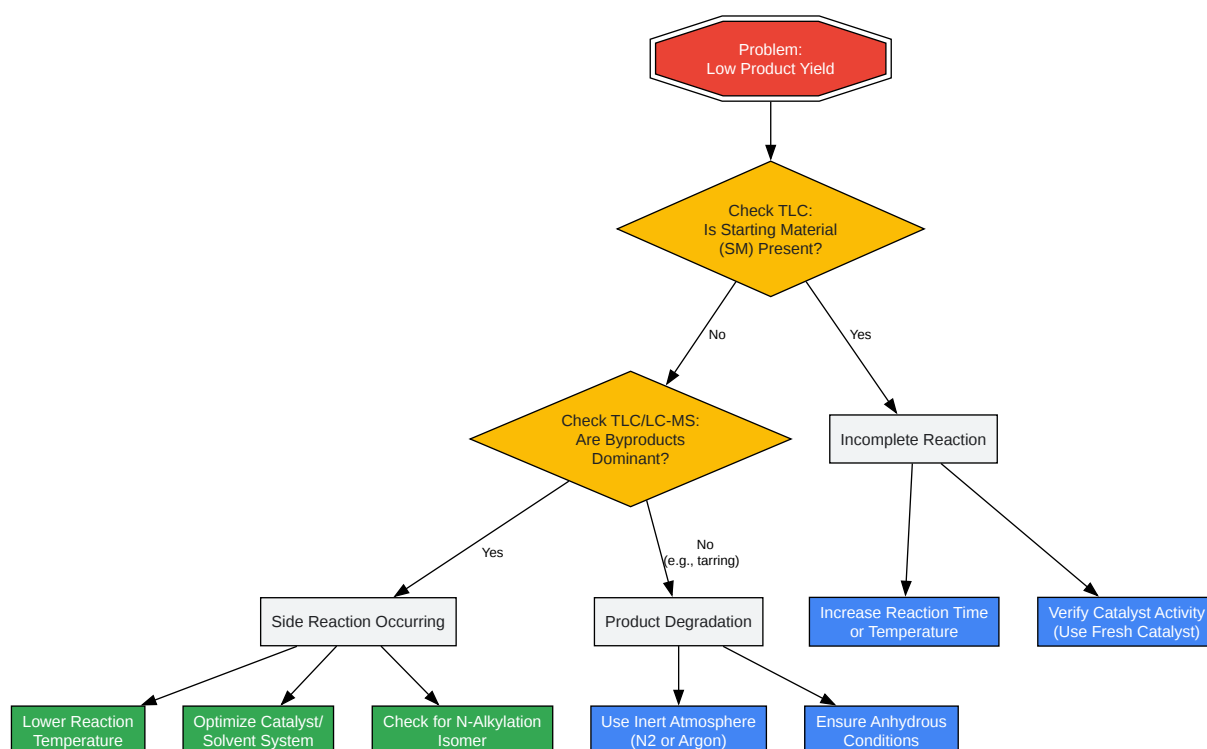 Problem:
Low Product Yield
Check TLC:
Is Starting Material
(SM) Present?
No
Yes
Check TLC/LC-MS:
Are Byproducts
Dominant?
Incomplete Reaction
Yes
No
(e.g., tarring)
Side Reaction Occurring
Product Degradation
Increase Reaction Time
or Temperature
Verify Catalyst Activity
(Use Fresh Catalyst)
Lower Reaction
Temperature
Optimize Catalyst/
Solvent System
Check for N-Alkylation
Isomer
Use Inert Atmosphere
(N2 or Argon)
Ensure Anhydrous
Conditions